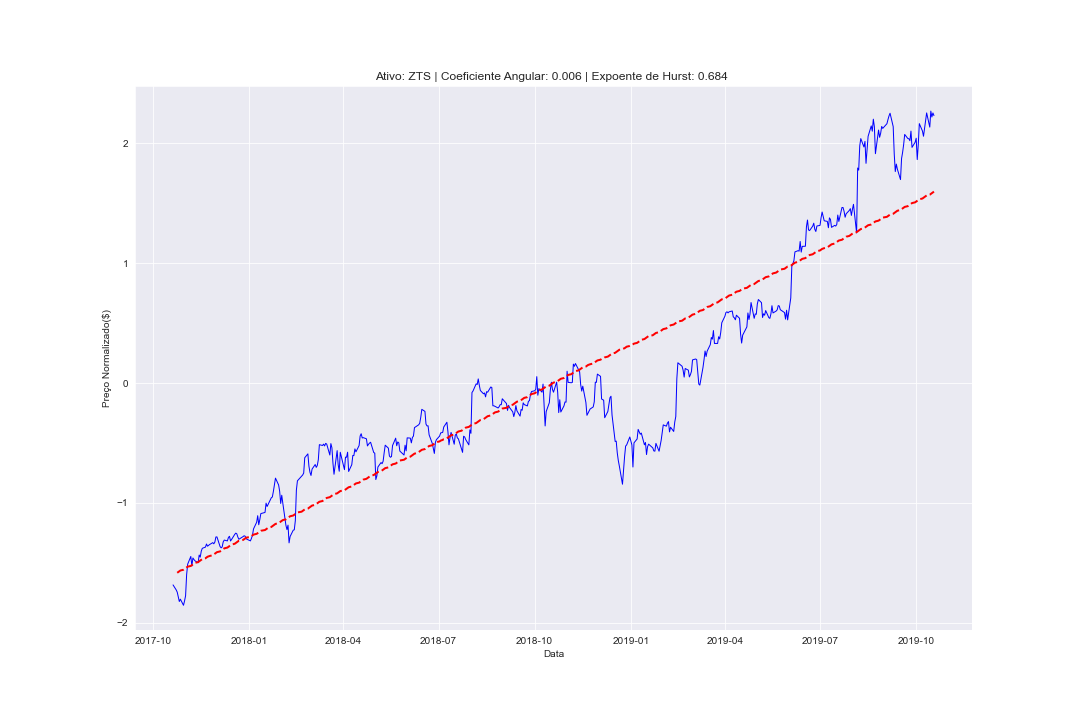 Ativo: ZTS | Coeficiente Angular: 0.006 | Expoente de Hurst: 0.684
Preço Normalizado($)
2
1
0
−1
−2
2017-10 2018-01 2018-04 2018-07 2018-10 2019-01 2019-04 2019-07 2019-10
Data